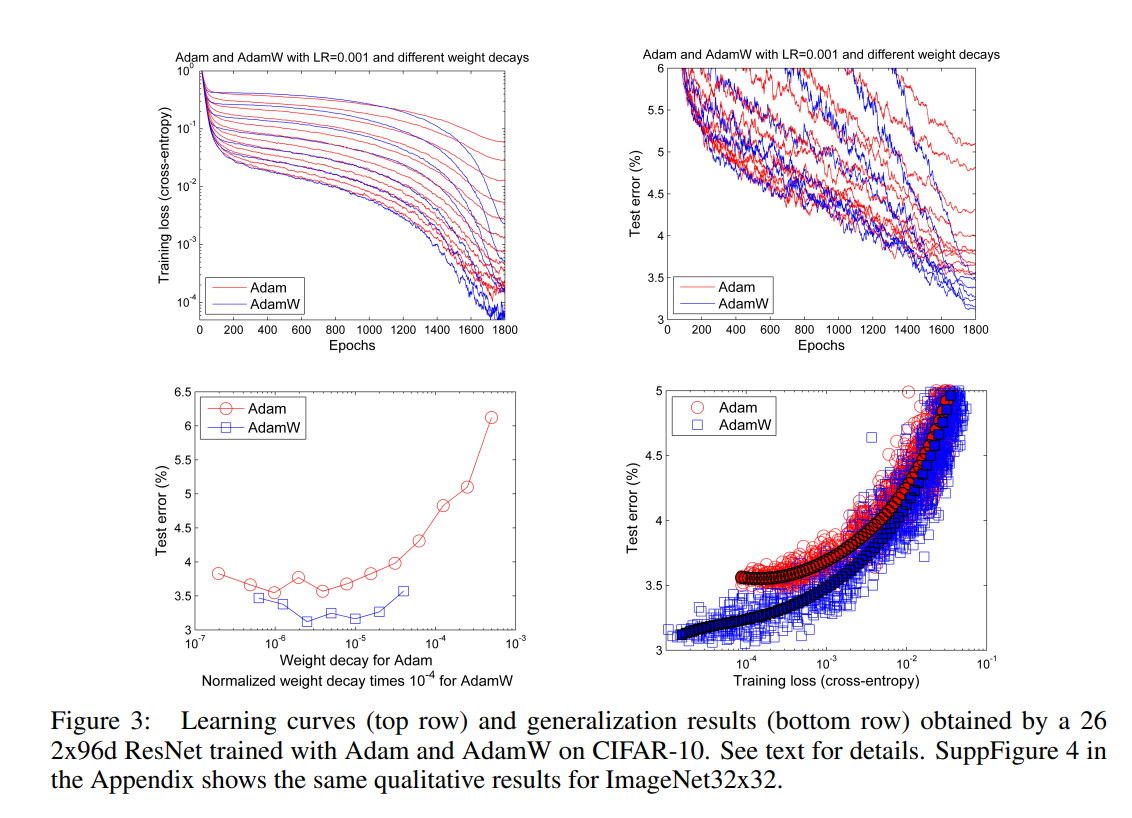 Adam and AdamW with LR=0.001 and different weight decays
10^0
10^-1
10^-2
10^-3
10^-4
Training loss (cross-entropy)
Adam
AdamW
0 200 400 600 800 1000 1200 1400 1600 1800
Epochs
Adam and AdamW with LR=0.001 and different weight decays
6
5.5
5
4.5
4
3.5
3
Test error (%)
Adam
AdamW
0 200 400 600 800 1000 1200 1400 1600 1800
Epochs
6.5
6
5.5
5
4.5
4
3.5
3
Test error (%)
Adam
AdamW
10^-7 10^-6 10^-5 10^-4 10^-3
Weight decay for Adam
Normalized weight decay times 10^-4 for AdamW
5
4.5
4
3.5
3
Test error (%)
Adam
AdamW
10^-4 10^-3 10^-2 10^-1
Training loss (cross-entropy)
Figure 3: Learning curves (top row) and generalization results (bottom row) obtained by a 26
2x96d ResNet trained with Adam and AdamW on CIFAR-10. See text for details. SuppFigure 4 in
the Appendix shows the same qualitative results for ImageNet32x32.